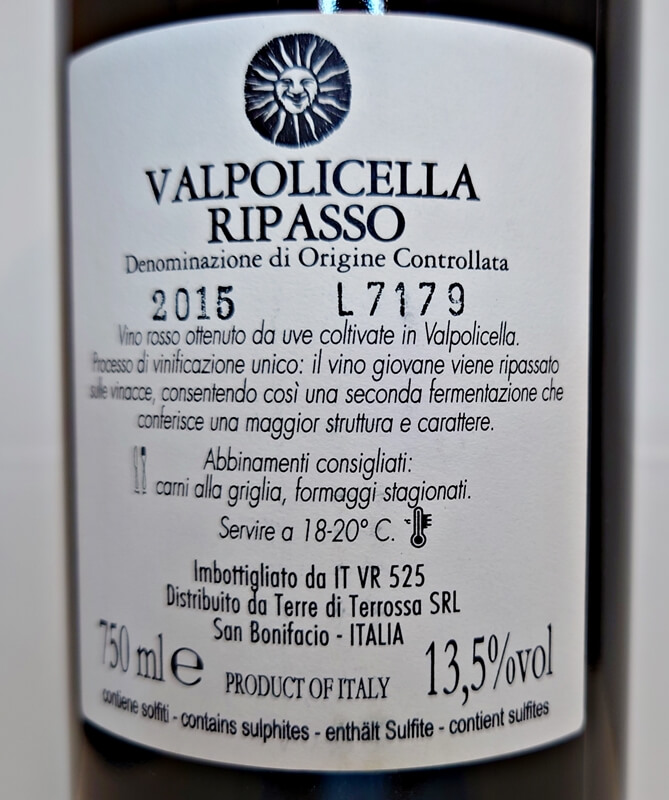 VALPOLICELLA
RIPASSO
Denominazione di Origine Controllata
2015 L7179
Vino rosso ottenuto da uve coltivate in Valpolicella.
Processo di vinificazione unico: il vino giovane viene ripassato
sulle vinacce, consentendo così una seconda fermentazione che
conferisce una maggior struttura e carattere.
Abbinamenti consigliati:
carni alla griglia, formaggi stagionati.
Servire a 18-20° C.
Imbottigliato da IT VR 525
Distribuito da Terre di Terrossa SRL
San Bonifacio - ITALIA
750 ml e PRODUCT OF ITALY 13,5%vol
contiene solfiti - contains sulphites - enthält Sulfite - contient sulfites